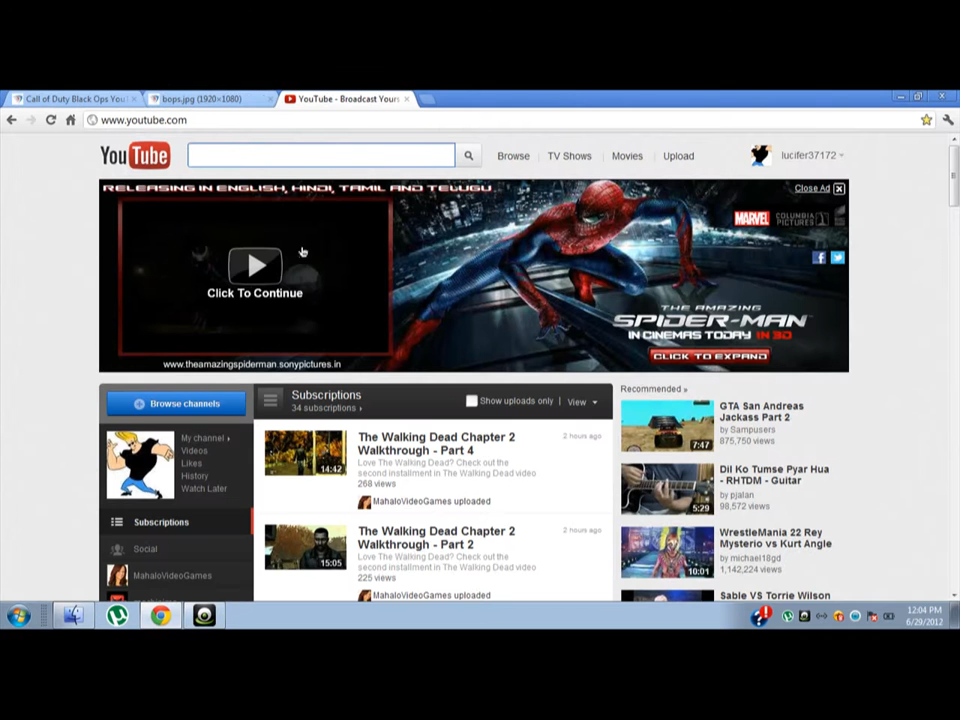 Call of Duty Black Ops You
bops.jpg (1920×1080)
YouTube - Broadcast Yours
www.youtube.com
YouTube
Browse
TV Shows
Movies
Upload
lucifer37172
RELEASING IN ENGLISH, HINDI, TAMIL AND TELUGU
Close Ad
MARVEL
COLUMBIA
PICTURES
Click To Continue
THE AMAZING
SPIDER-MAN
IN CINEMAS TODAY IN 3D
CLICK TO EXPAND
www.theamazingspiderman.sonypictures.in
Browse channels
My channel
Videos
Likes
History
Watch Later
Subscriptions
Social
MahaloVideoGames
Subscriptions
34 subscriptions
Show uploads only
View
The Walking Dead Chapter 2
Walkthrough - Part 4
2 hours ago
Love The Walking Dead? Check out the
second installment in The Walking Dead video
268 views
MahaloVideoGames uploaded
14:42
The Walking Dead Chapter 2
Walkthrough - Part 2
2 hours ago
Love The Walking Dead? Check out the
second installment in The Walking Dead video
225 views
MahaloVideoGames uploaded
15:05
Recommended »
GTA San Andreas
Jackass Part 2
by Sampusers
875,750 views
7:47
Dil Ko Tumse Pyar Hua
- RHTDM - Guitar
by pjalan
98,572 views
5:29
WrestleMania 22 Rey
Mysterio vs Kurt Angle
by michael18gd
1,142,224 views
10:01
Sable VS Torrie Wilson
12:04 PM
6/29/2012